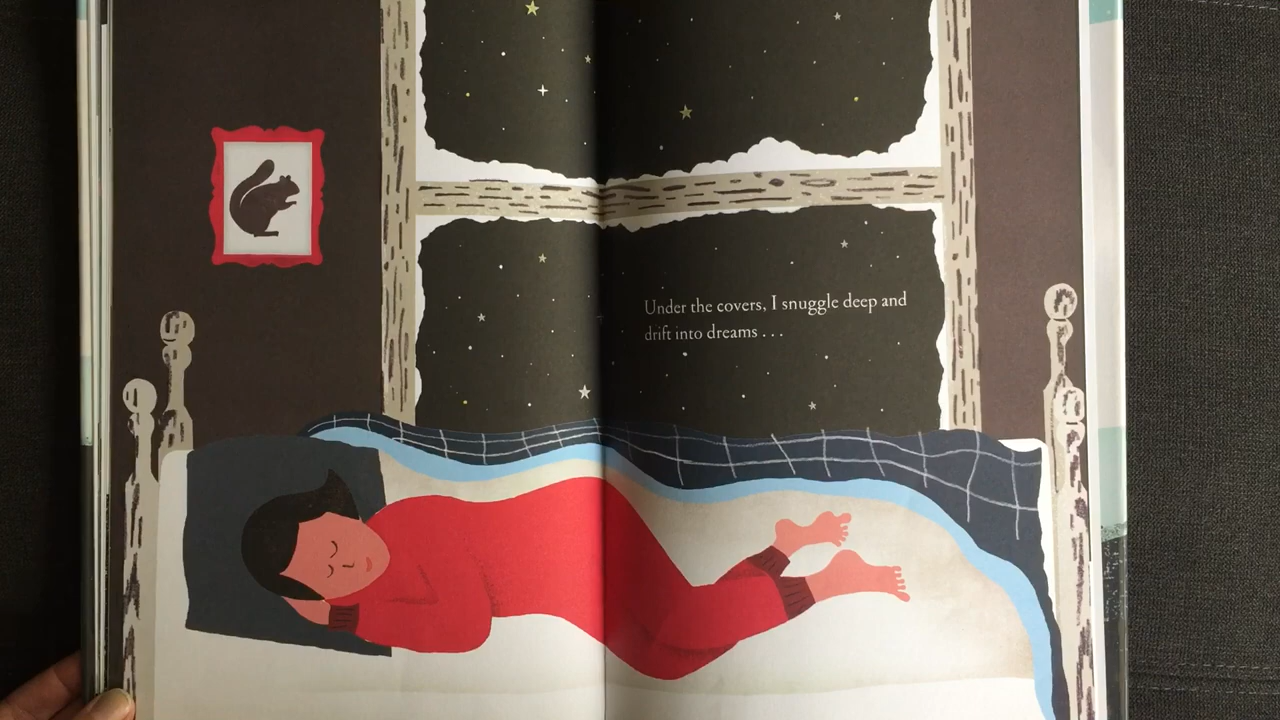 Under the covers, I snuggle deep and
drift into dreams . . .